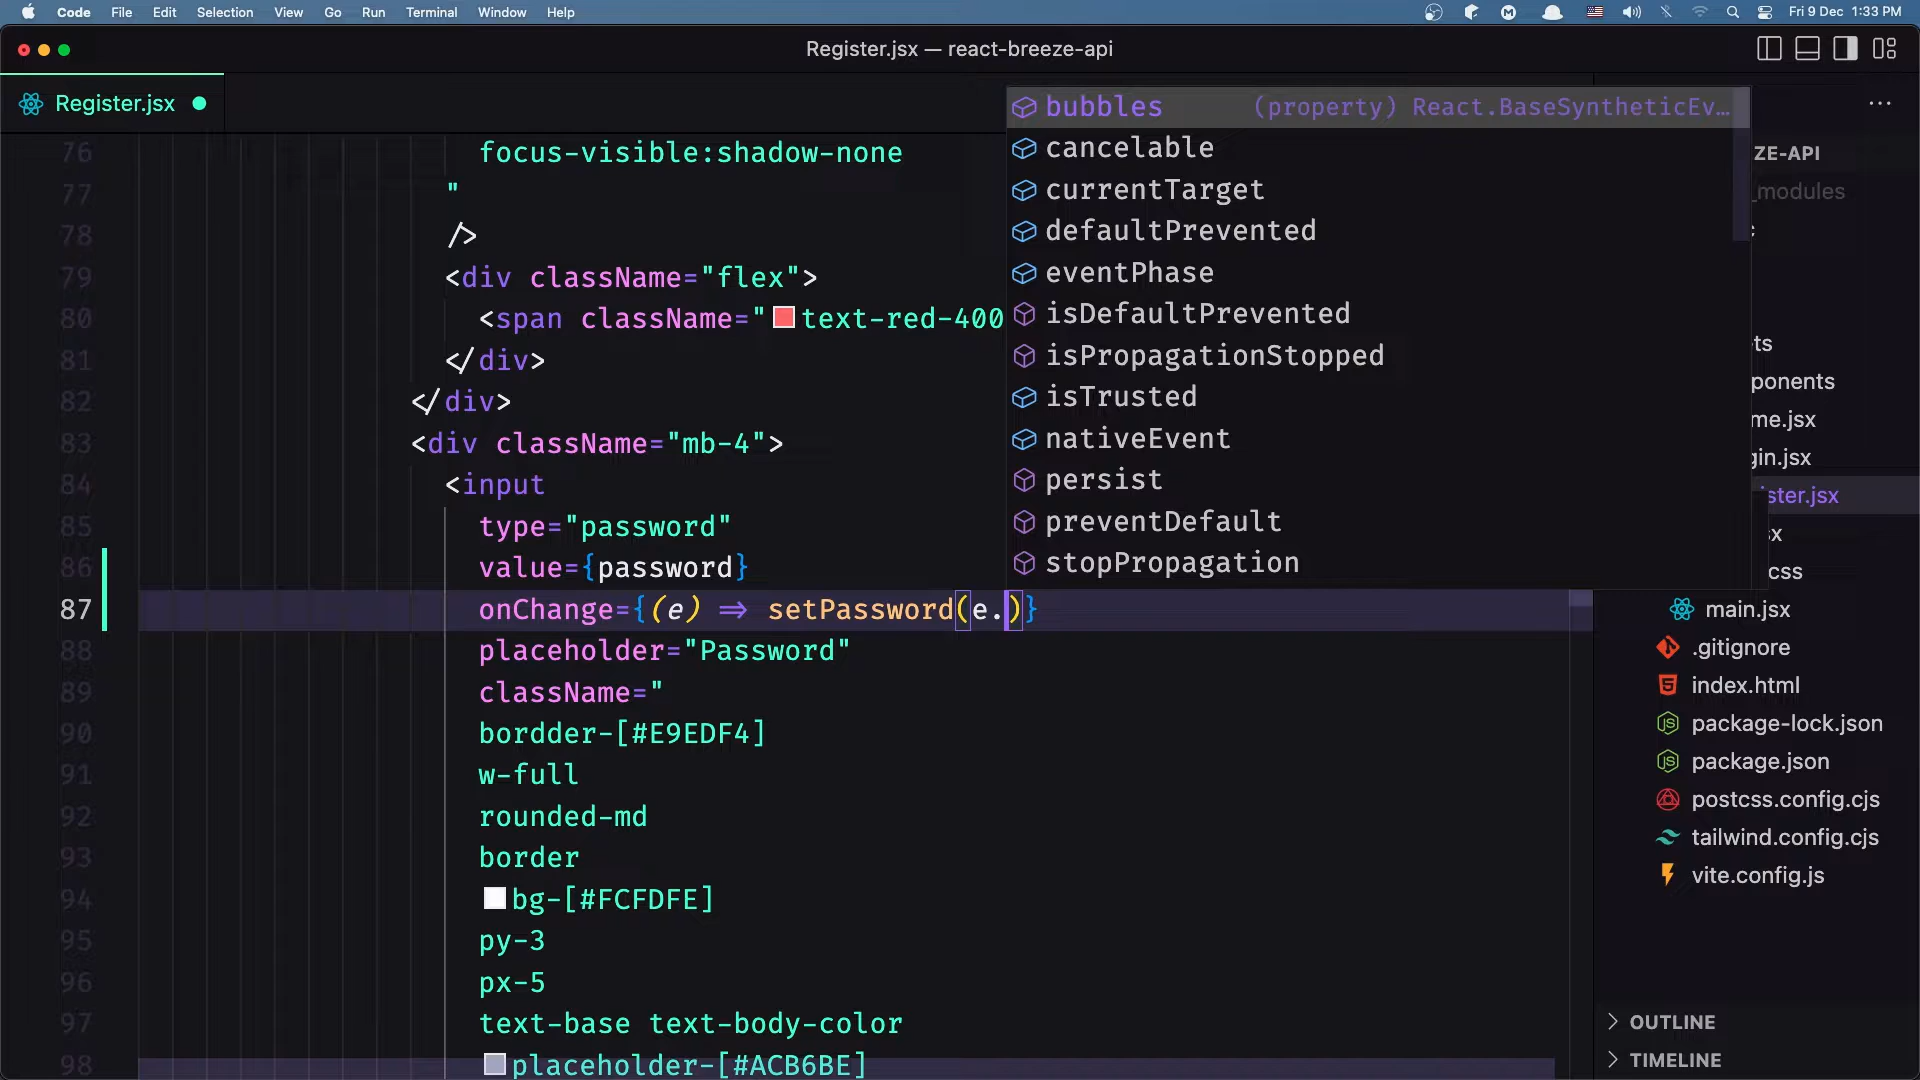 Code File Edit Selection View Go Run Terminal Window Help Fri 9 Dec 1:33 PM
Register.jsx — react-breeze-api
Register.jsx
76 focus-visible:shadow-none
77 "
78 />
79 <div className="flex">
80 <span className="text-red-400
81 </div>
82 </div>
83 <div className="mb-4">
84 <input
85 type="password"
86 value={password}
87 onChange={(e) => setPassword(e.)}
88 placeholder="Password"
89 className="
90 bordder-[#E9EDF4]
91 w-full
92 rounded-md
93 border
94 bg-[#FCFDFE]
95 py-3
96 px-5
97 text-base text-body-color
98 placeholder-[#ACB6BE]
bubbles (property) React.BaseSyntheticEv…
cancelable
currentTarget
defaultPrevented
eventPhase
isDefaultPrevented
isPropagationStopped
isTrusted
nativeEvent
persist
preventDefault
stopPropagation
ZE-API
_modules
ts
ponents
me.jsx
gin.jsx
ister.jsx
sx
css
main.jsx
.gitignore
index.html
package-lock.json
package.json
postcss.config.cjs
tailwind.config.cjs
vite.config.js
OUTLINE
TIMELINE